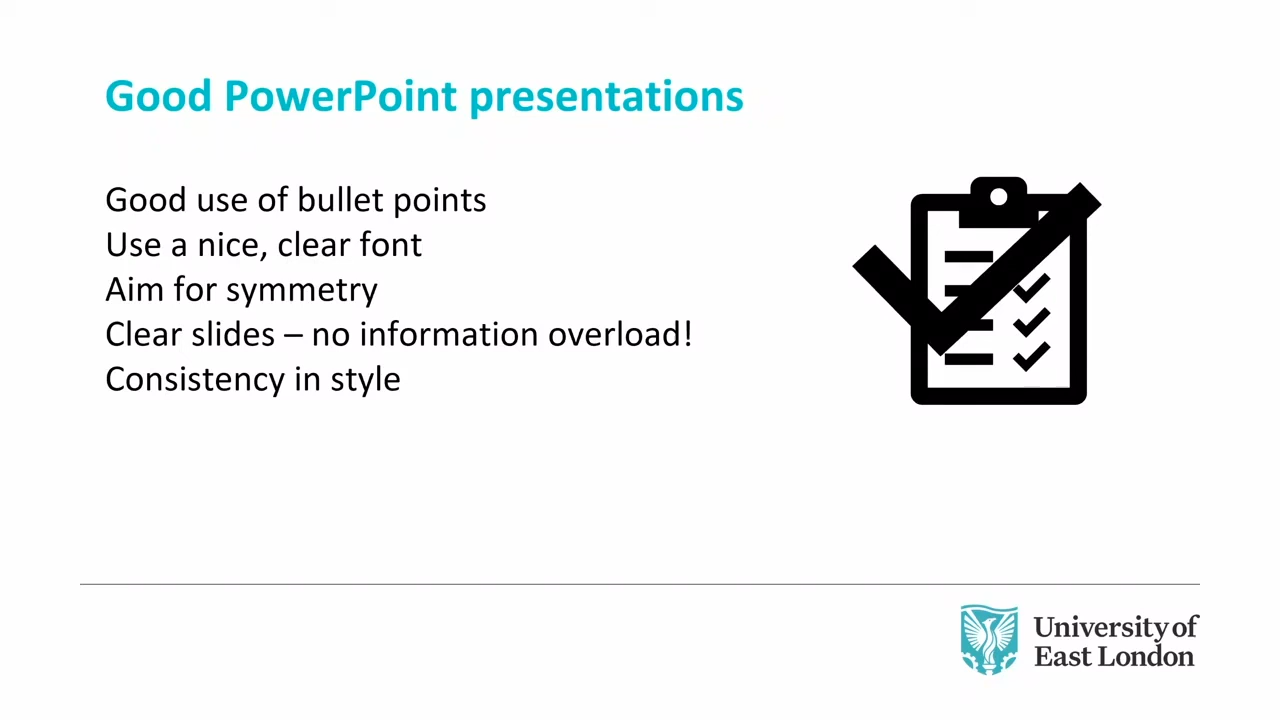 Good PowerPoint presentations
Good use of bullet points
Use a nice, clear font
Aim for symmetry
Clear slides – no information overload!
Consistency in style
University of
East London